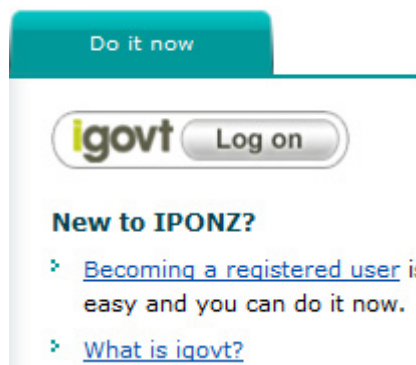 Do it now
igovt Log on
New to IPONZ?
Becoming a registered user is
easy and you can do it now.
What is igovt?